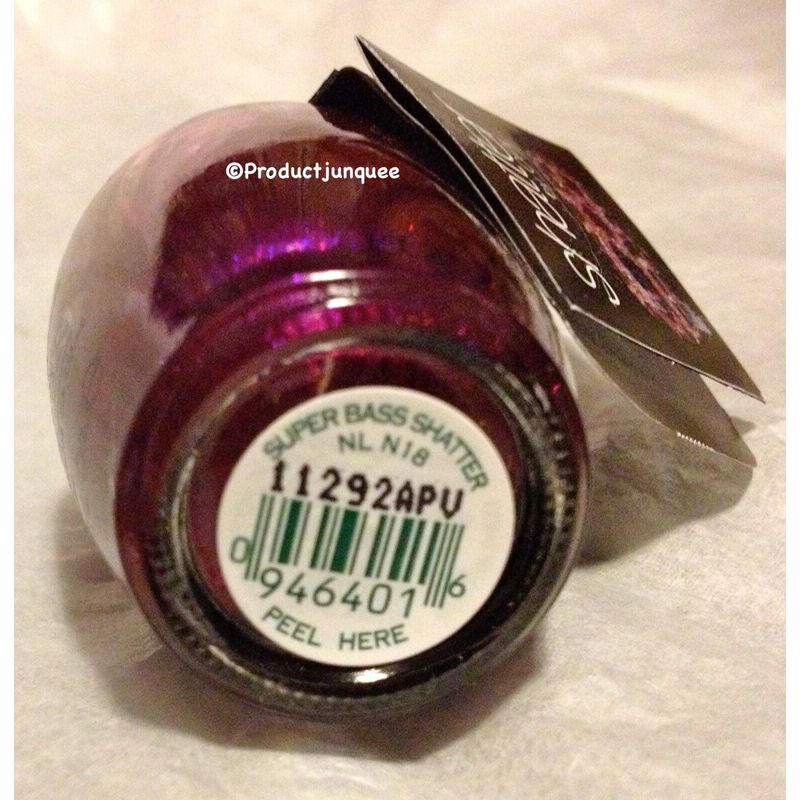 ©Productjunquee
SUPER BASS SHATTER
NL N18
11292APV
0 946401 6
PEEL HERE